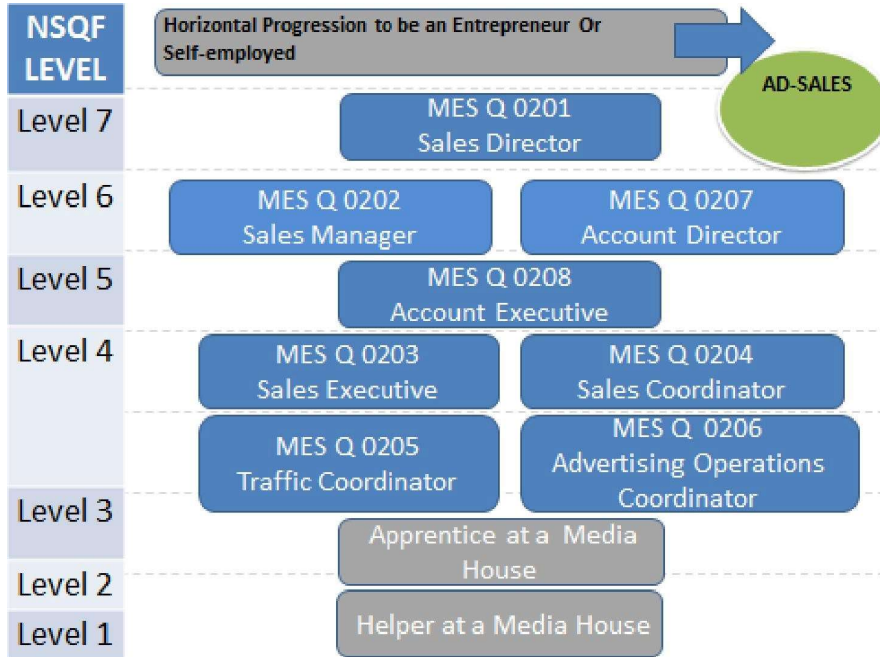 NSQF
LEVEL
Horizontal Progression to be an Entrepreneur Or
Self-employed
AD-SALES
Level 7
MES Q 0201
Sales Director
Level 6
MES Q 0202
Sales Manager
MES Q 0207
Account Director
Level 5
MES Q 0208
Account Executive
Level 4
MES Q 0203
Sales Executive
MES Q 0204
Sales Coordinator
MES Q 0205
Traffic Coordinator
MES Q 0206
Advertising Operations
Coordinator
Level 3
Apprentice at a Media
House
Level 2
Helper at a Media House
Level 1